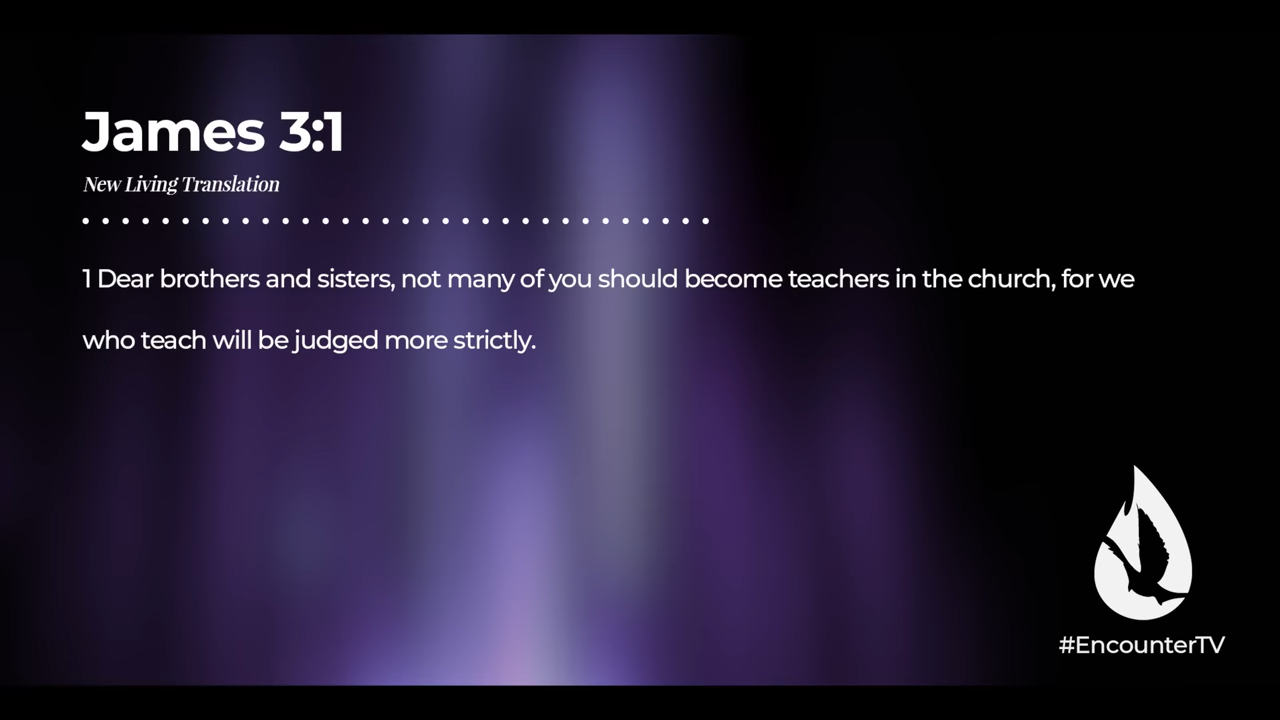 James 3:1
New Living Translation
1 Dear brothers and sisters, not many of you should become teachers in the church, for we
who teach will be judged more strictly.
#EncounterTV